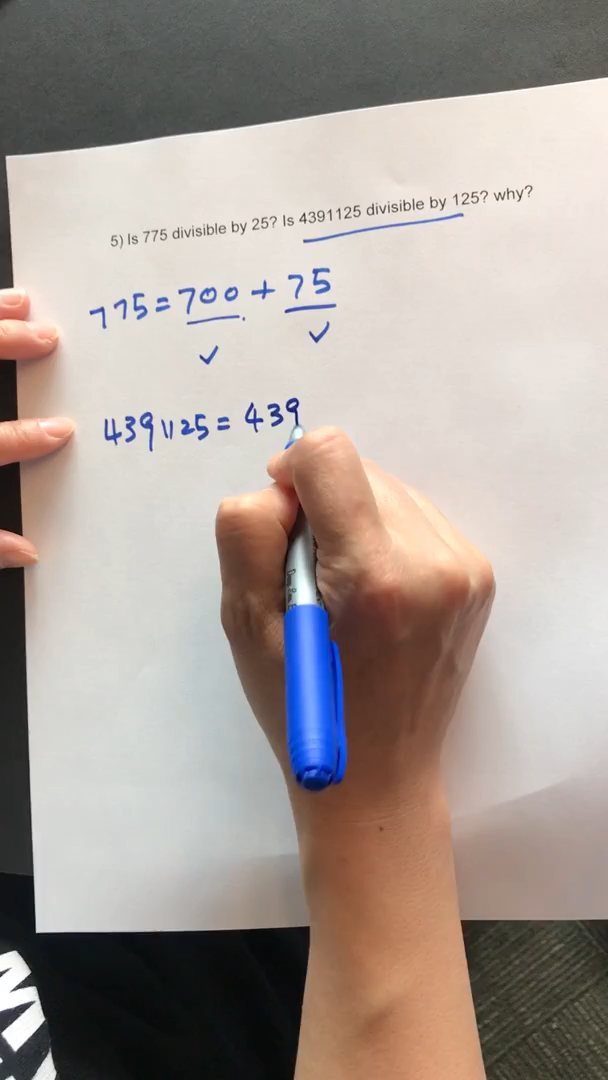 5) Is 775 divisible by 25? Is 4391125 divisible by 125? why?
775 = 700 + 75
✓ ✓
4391125 = 439